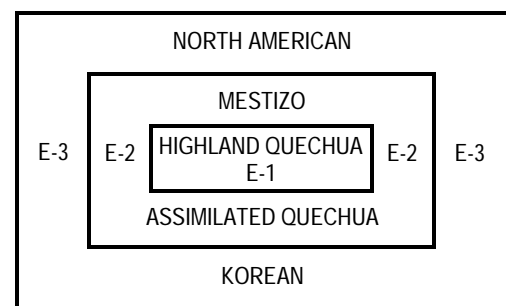 NORTH AMERICAN
MESTIZO
E-3 E-2 HIGHLAND QUECHUA E-2 E-3
E-1
ASSIMILATED QUECHUA
KOREAN